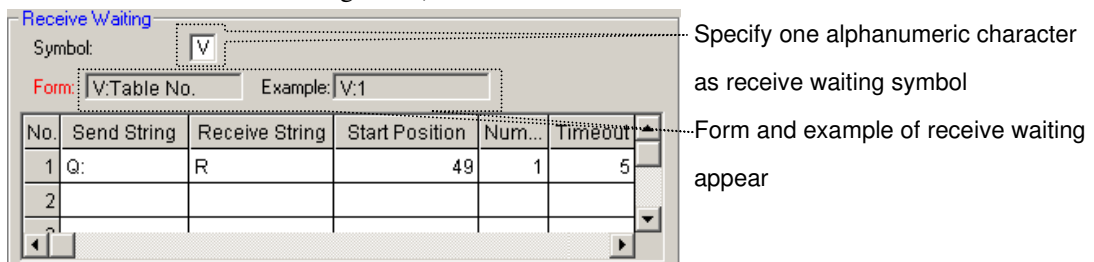 Receive Waiting
Symbol: V
Form: V:Table No. Example: V:1
No. Send String Receive String Start Position Num... Timeout
1 Q: R 49 1 5
2
Specify one alphanumeric character
as receive waiting symbol
Form and example of receive waiting
appear